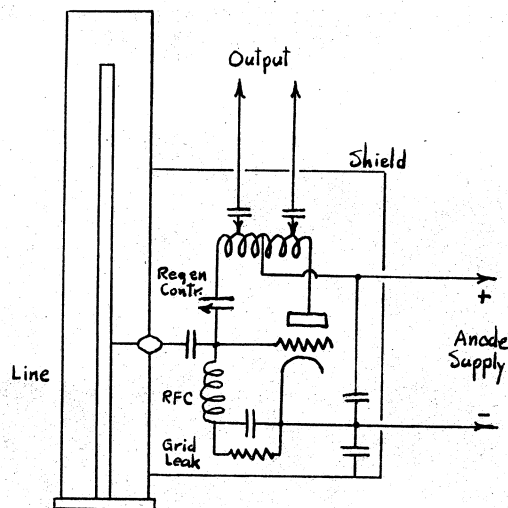 Output
Shield
Regen
Contr.
+
Anode
Supply
Line
RFC
-
Grid
Leak